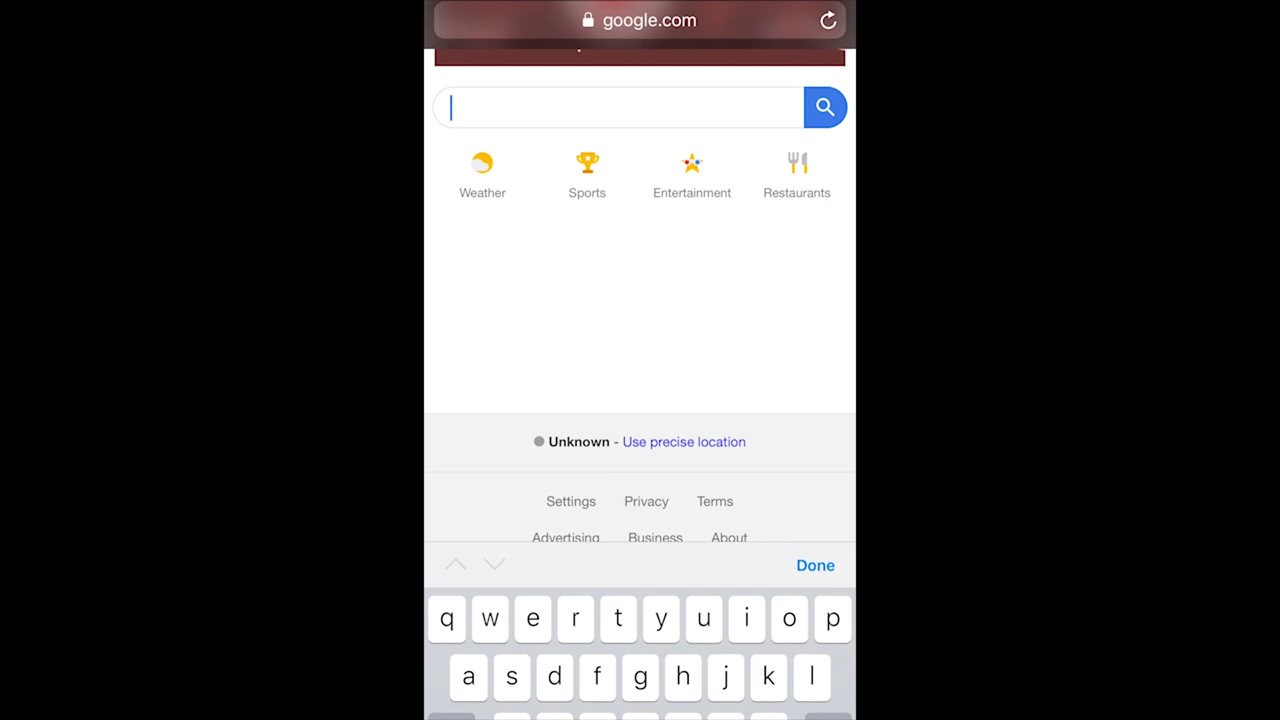 google.com
Weather Sports Entertainment Restaurants
Unknown - Use precise location
Settings Privacy Terms
Advertising Business About
Done
q w e r t y u i o p
a s d f g h j k l